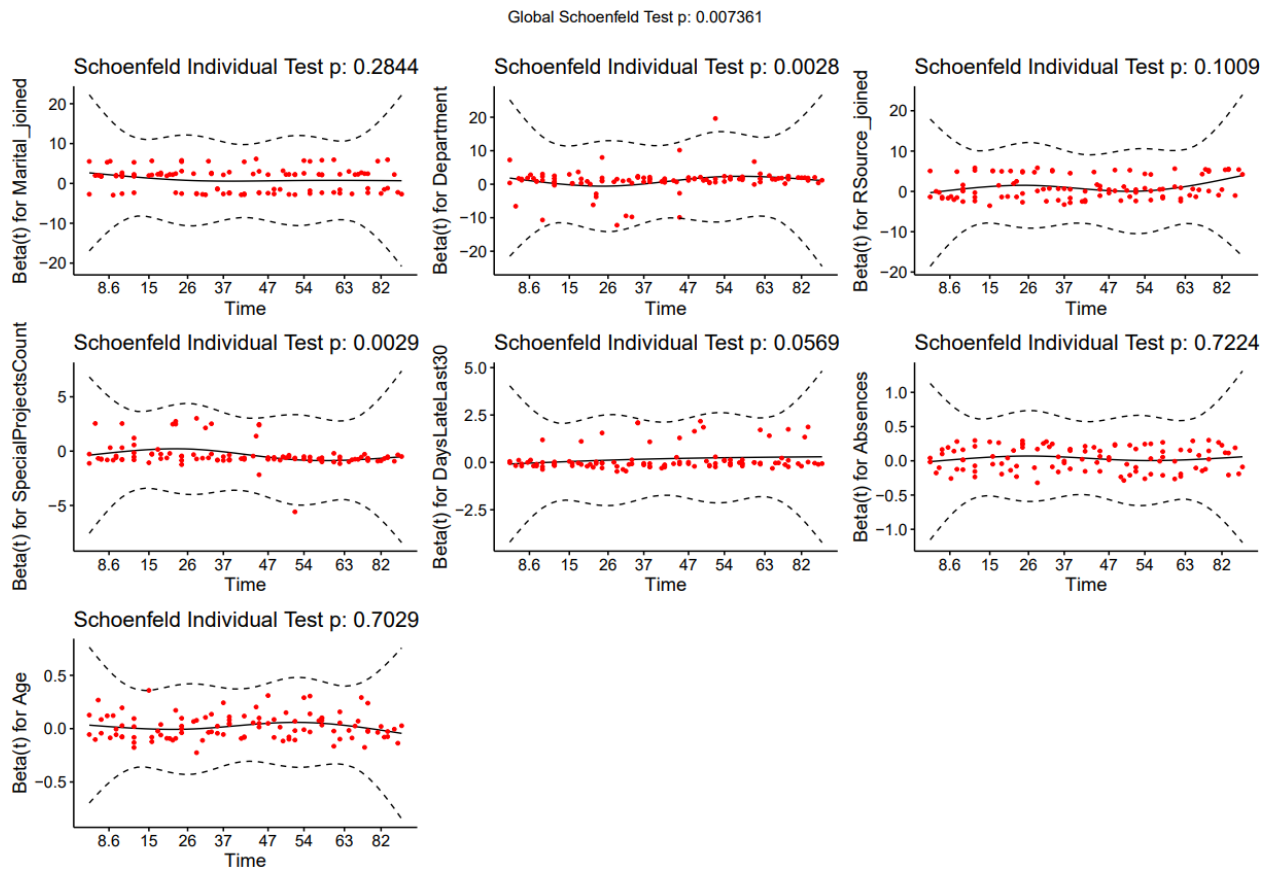 Global Schoenfeld Test p: 0.007361
Schoenfeld Individual Test p: 0.2844
Beta(t) for Marital_joined
20
10
0
−10
−20
8.6 15 26 37 47 54 63 82
Time
Schoenfeld Individual Test p: 0.0028
Beta(t) for Department
20
10
0
−10
−20
8.6 15 26 37 47 54 63 82
Time
Schoenfeld Individual Test p: 0.1009
Beta(t) for RSource_joined
20
10
0
−10
−20
8.6 15 26 37 47 54 63 82
Time
Schoenfeld Individual Test p: 0.0029
Beta(t) for SpecialProjectsCount
5
0
−5
8.6 15 26 37 47 54 63 82
Time
Schoenfeld Individual Test p: 0.0569
Beta(t) for DaysLateLast30
5.0
2.5
0.0
−2.5
8.6 15 26 37 47 54 63 82
Time
Schoenfeld Individual Test p: 0.7224
Beta(t) for Absences
1.0
0.5
0.0
−0.5
−1.0
8.6 15 26 37 47 54 63 82
Time
Schoenfeld Individual Test p: 0.7029
Beta(t) for Age
0.5
0.0
−0.5
8.6 15 26 37 47 54 63 82
Time